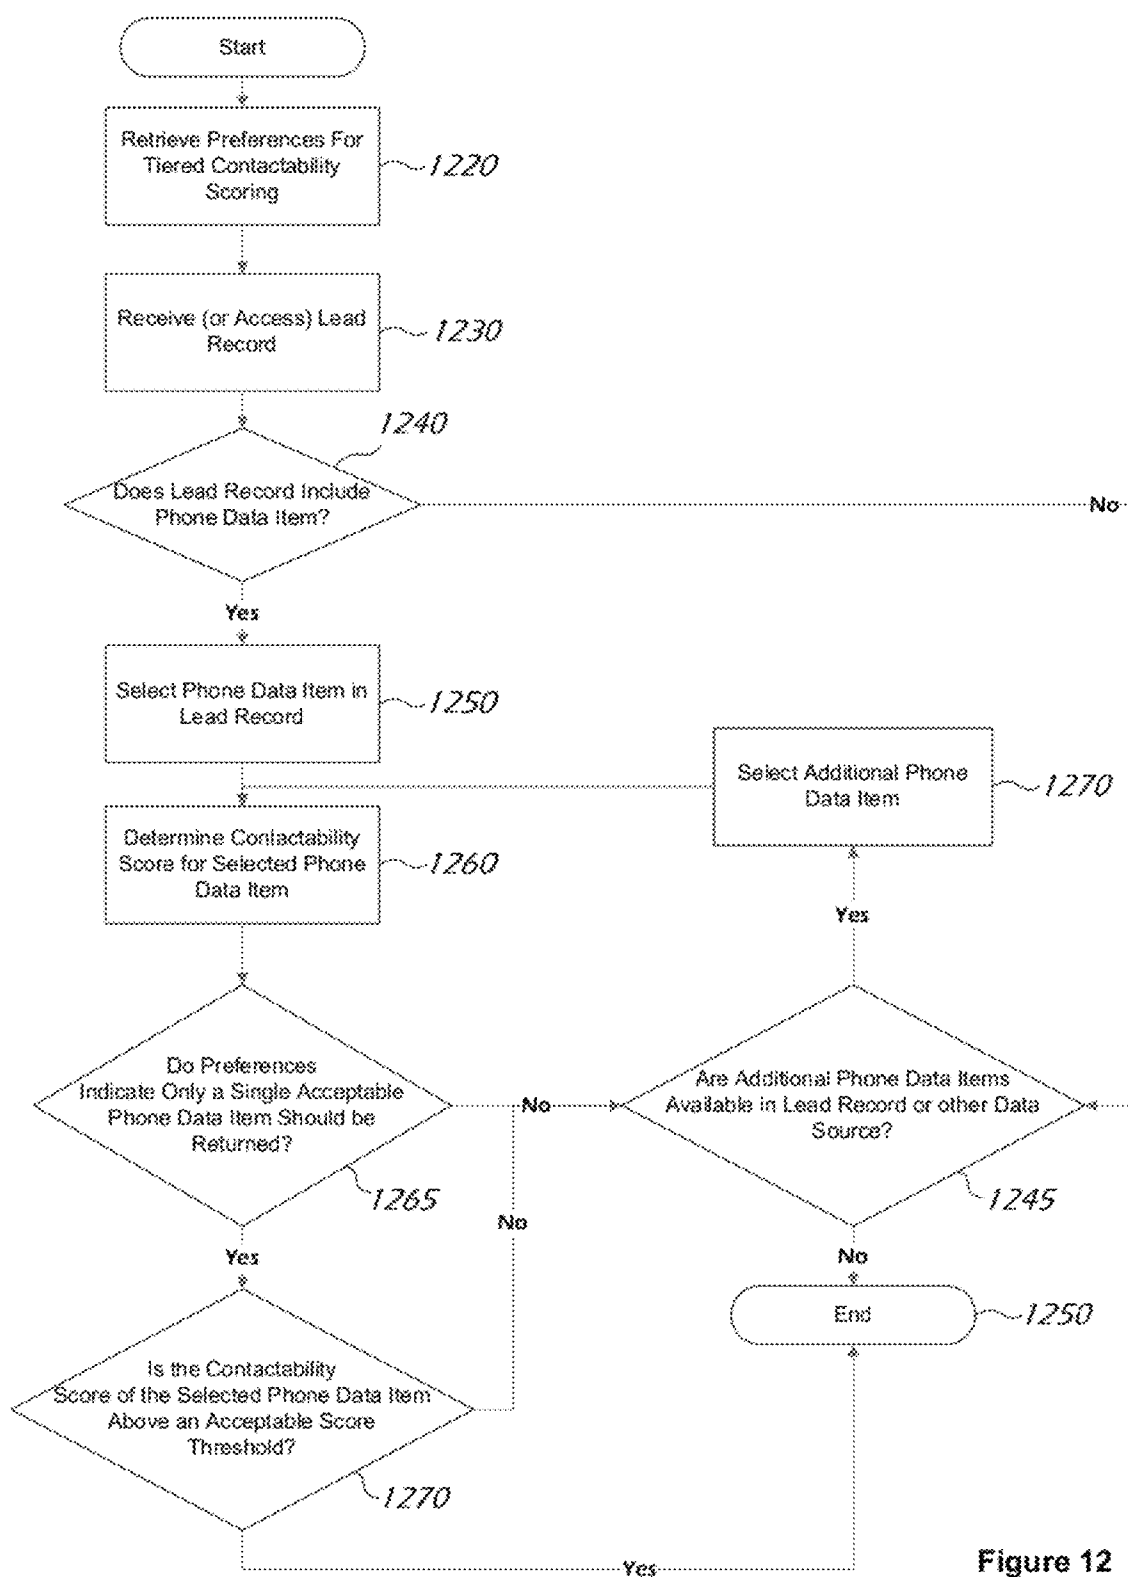 Start
Retrieve Preferences For
Tiered Contactability
Scoring
1220
Receive (or Access) Lead
Record
1230
1240
Does Lead Record Include
Phone Data Item?
No
Yes
Select Phone Data Item in
Lead Record
1250
Select Additional Phone
Data Item
1270
Determine Contactability
Score for Selected Phone
Data Item
1260
Yes
Do Preferences
Indicate Only a Single Acceptable
Phone Data Item Should be
Returned?
No
Are Additional Phone Data Items
Available in Lead Record or other Data
Source?
1265
1245
No
Yes
No
End
1250
Is the Contactability
Score of the Selected Phone Data Item
Above an Acceptable Score
Threshold?
1270
Yes
Figure 12